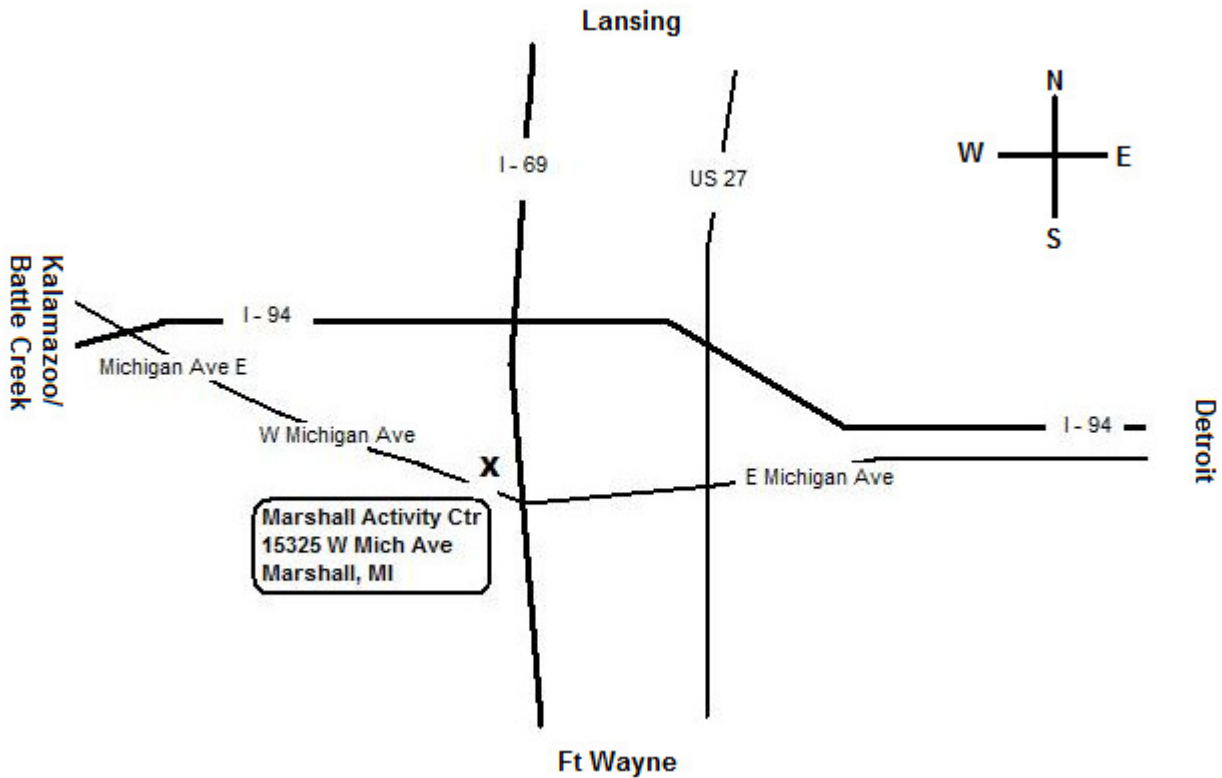 Lansing
N
I - 69
US 27
W
E
S
Kalamazoo/
Battle Creek
I - 94
Michigan Ave E
Detroit
I - 94
W Michigan Ave
X
E Michigan Ave
Marshall Activity Ctr
15325 W Mich Ave
Marshall, MI
Ft Wayne